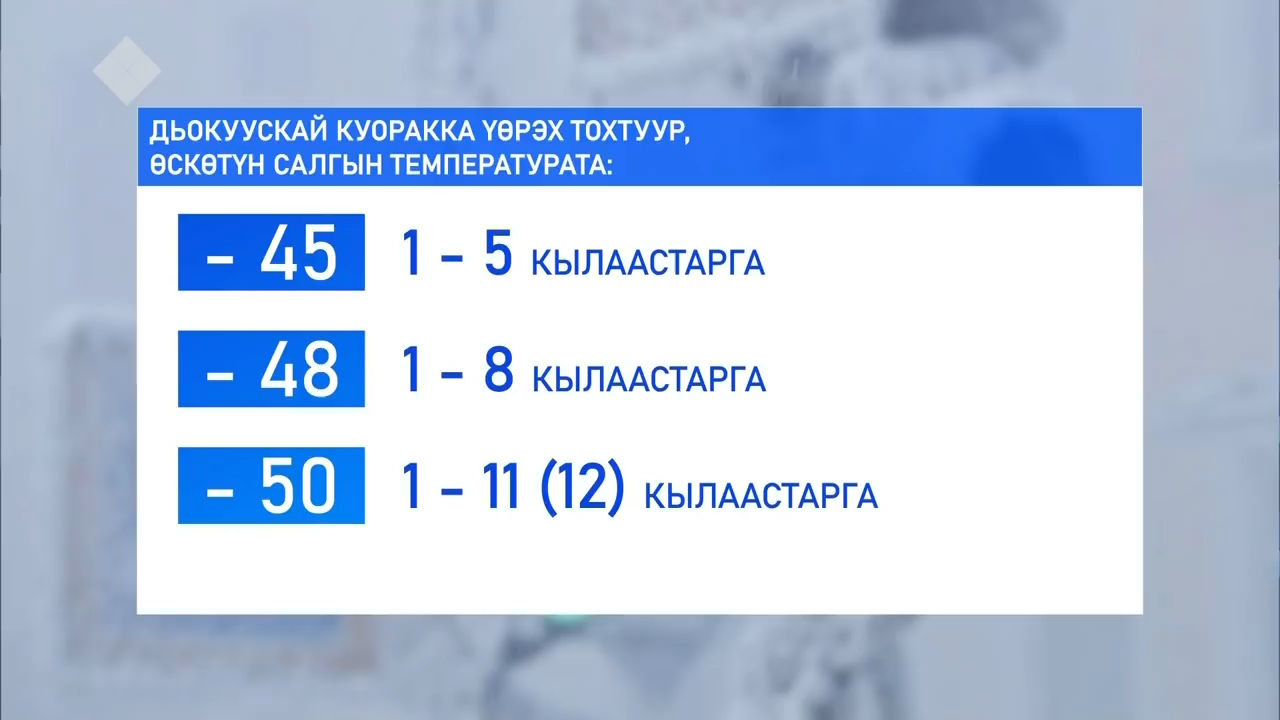 ДЬОКУУСКАЙ КУОРАККА ҮӨРЭХ ТОХТУУР,
ӨСКӨТҮН САЛГЫН ТЕМПЕРАТУРАТА:
– 45 1 – 5 КЫЛААСТАРГА
– 48 1 – 8 КЫЛААСТАРГА
– 50 1 – 11 (12) КЫЛААСТАРГА